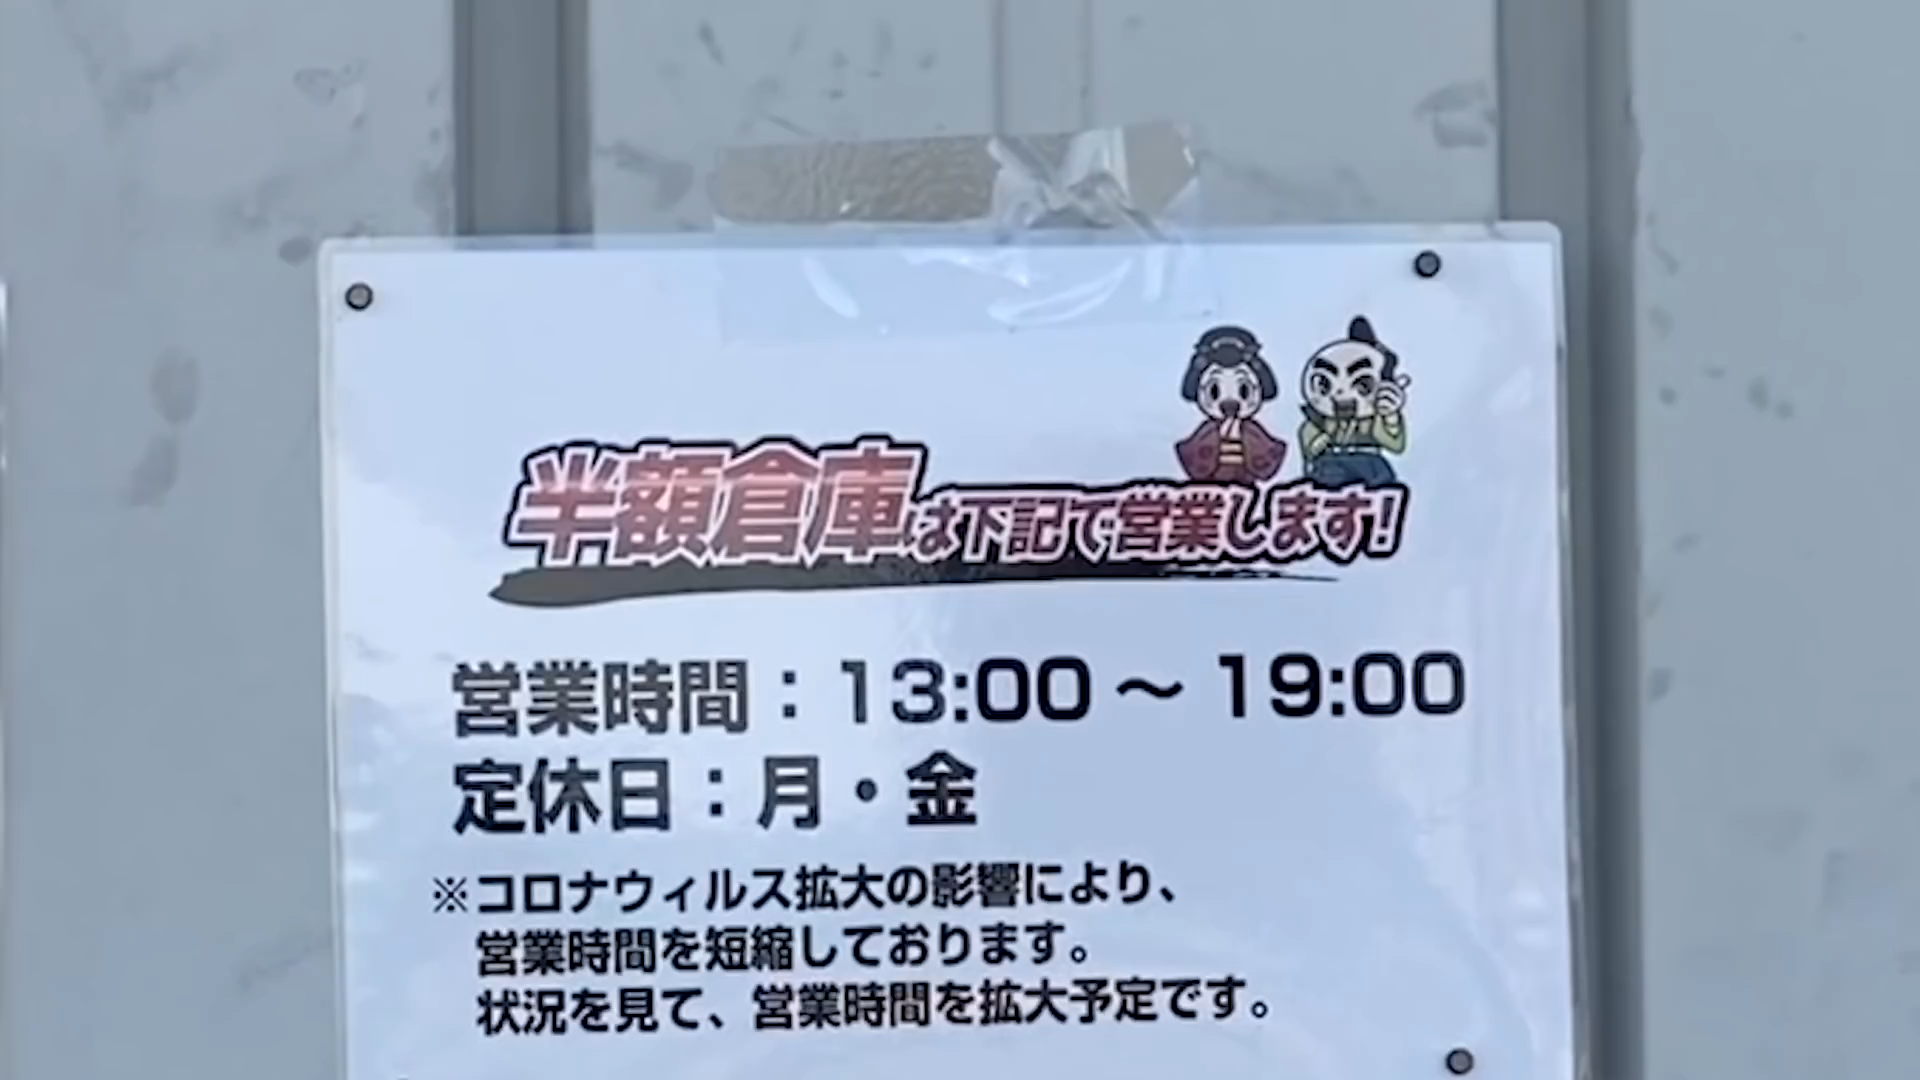 半額倉庫は下記で営業します!
営業時間：13:00～19:00
定休日：月・金
※コロナウィルス拡大の影響により、
営業時間を短縮しております。
状況を見て、営業時間を拡大予定です。